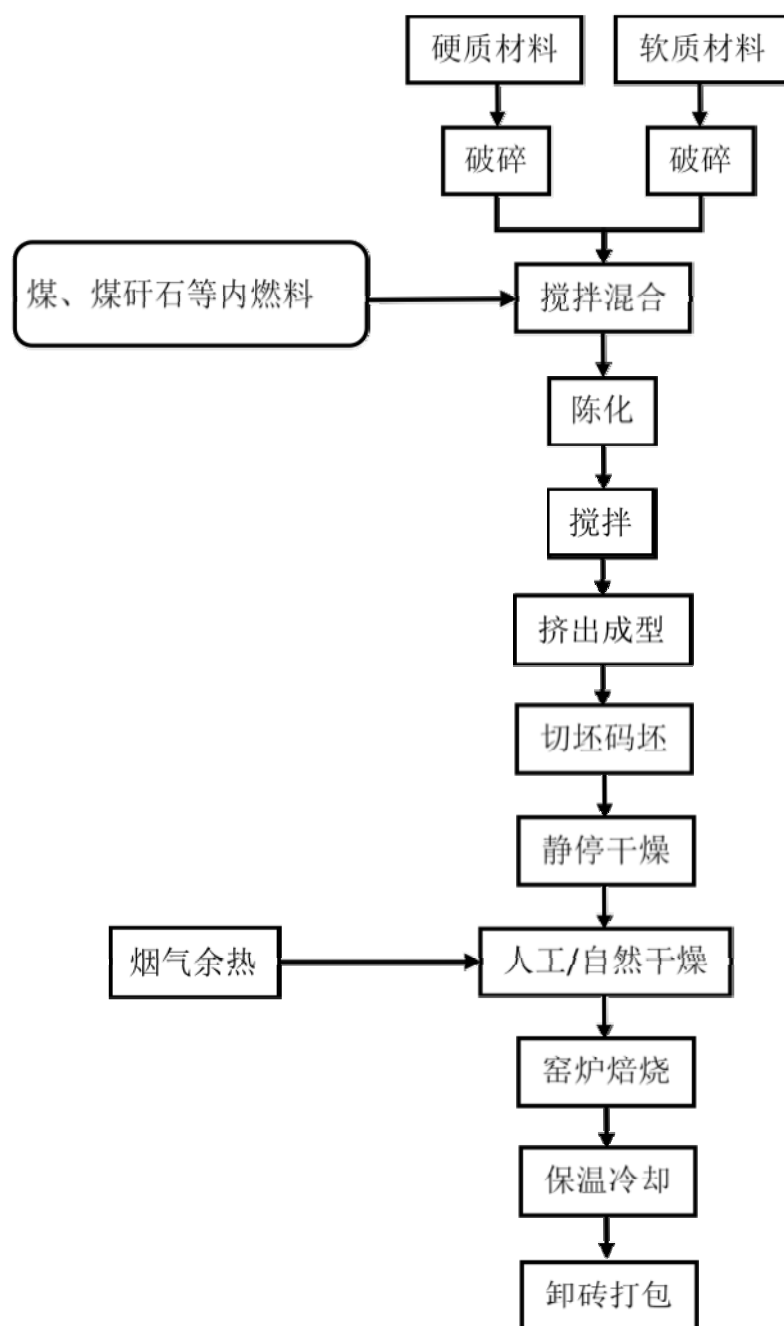 硬质材料
软质材料
破碎
破碎
煤、煤矸石等内燃料
搅拌混合
陈化
搅拌
挤出成型
切坯码坯
静停干燥
烟气余热
人工/自然干燥
窑炉焙烧
保温冷却
卸砖打包